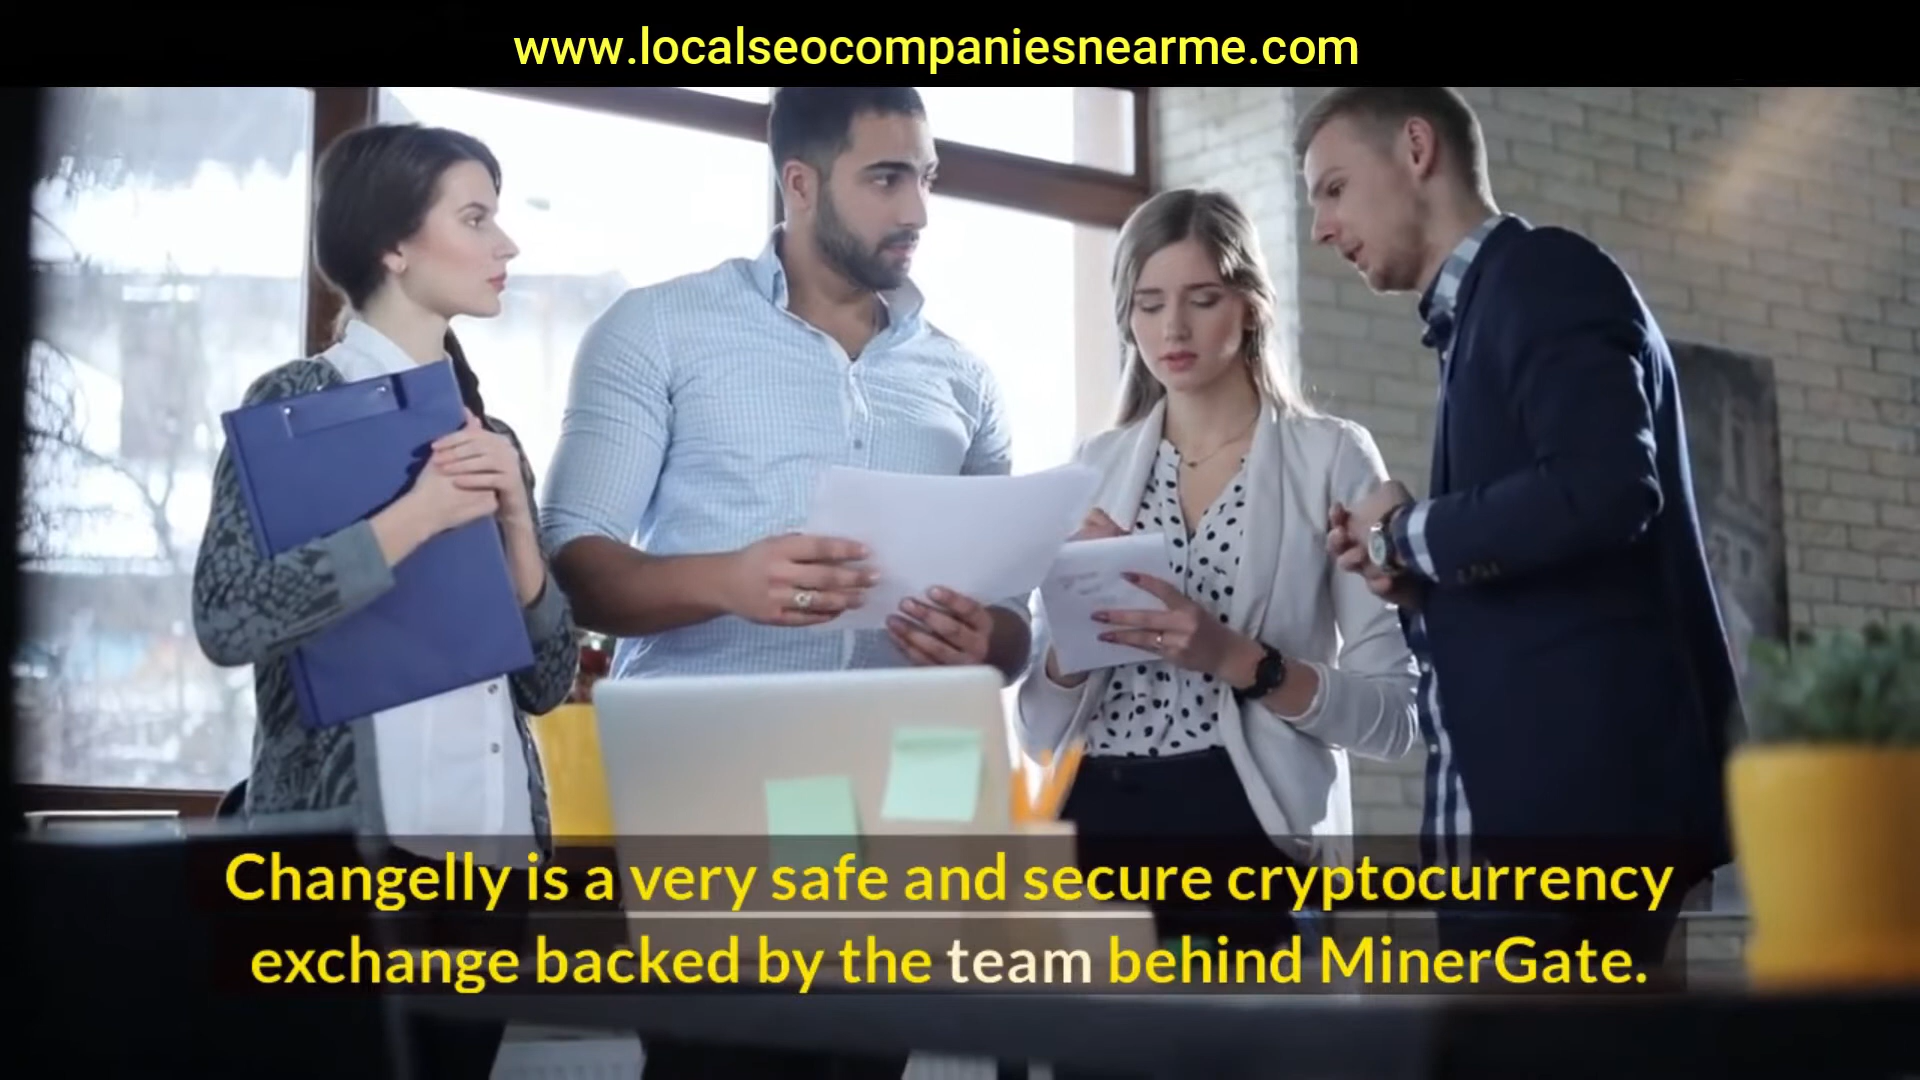 www.localseocompaniesnearme.com
Changelly is a very safe and secure cryptocurrency
exchange backed by the team behind MinerGate.